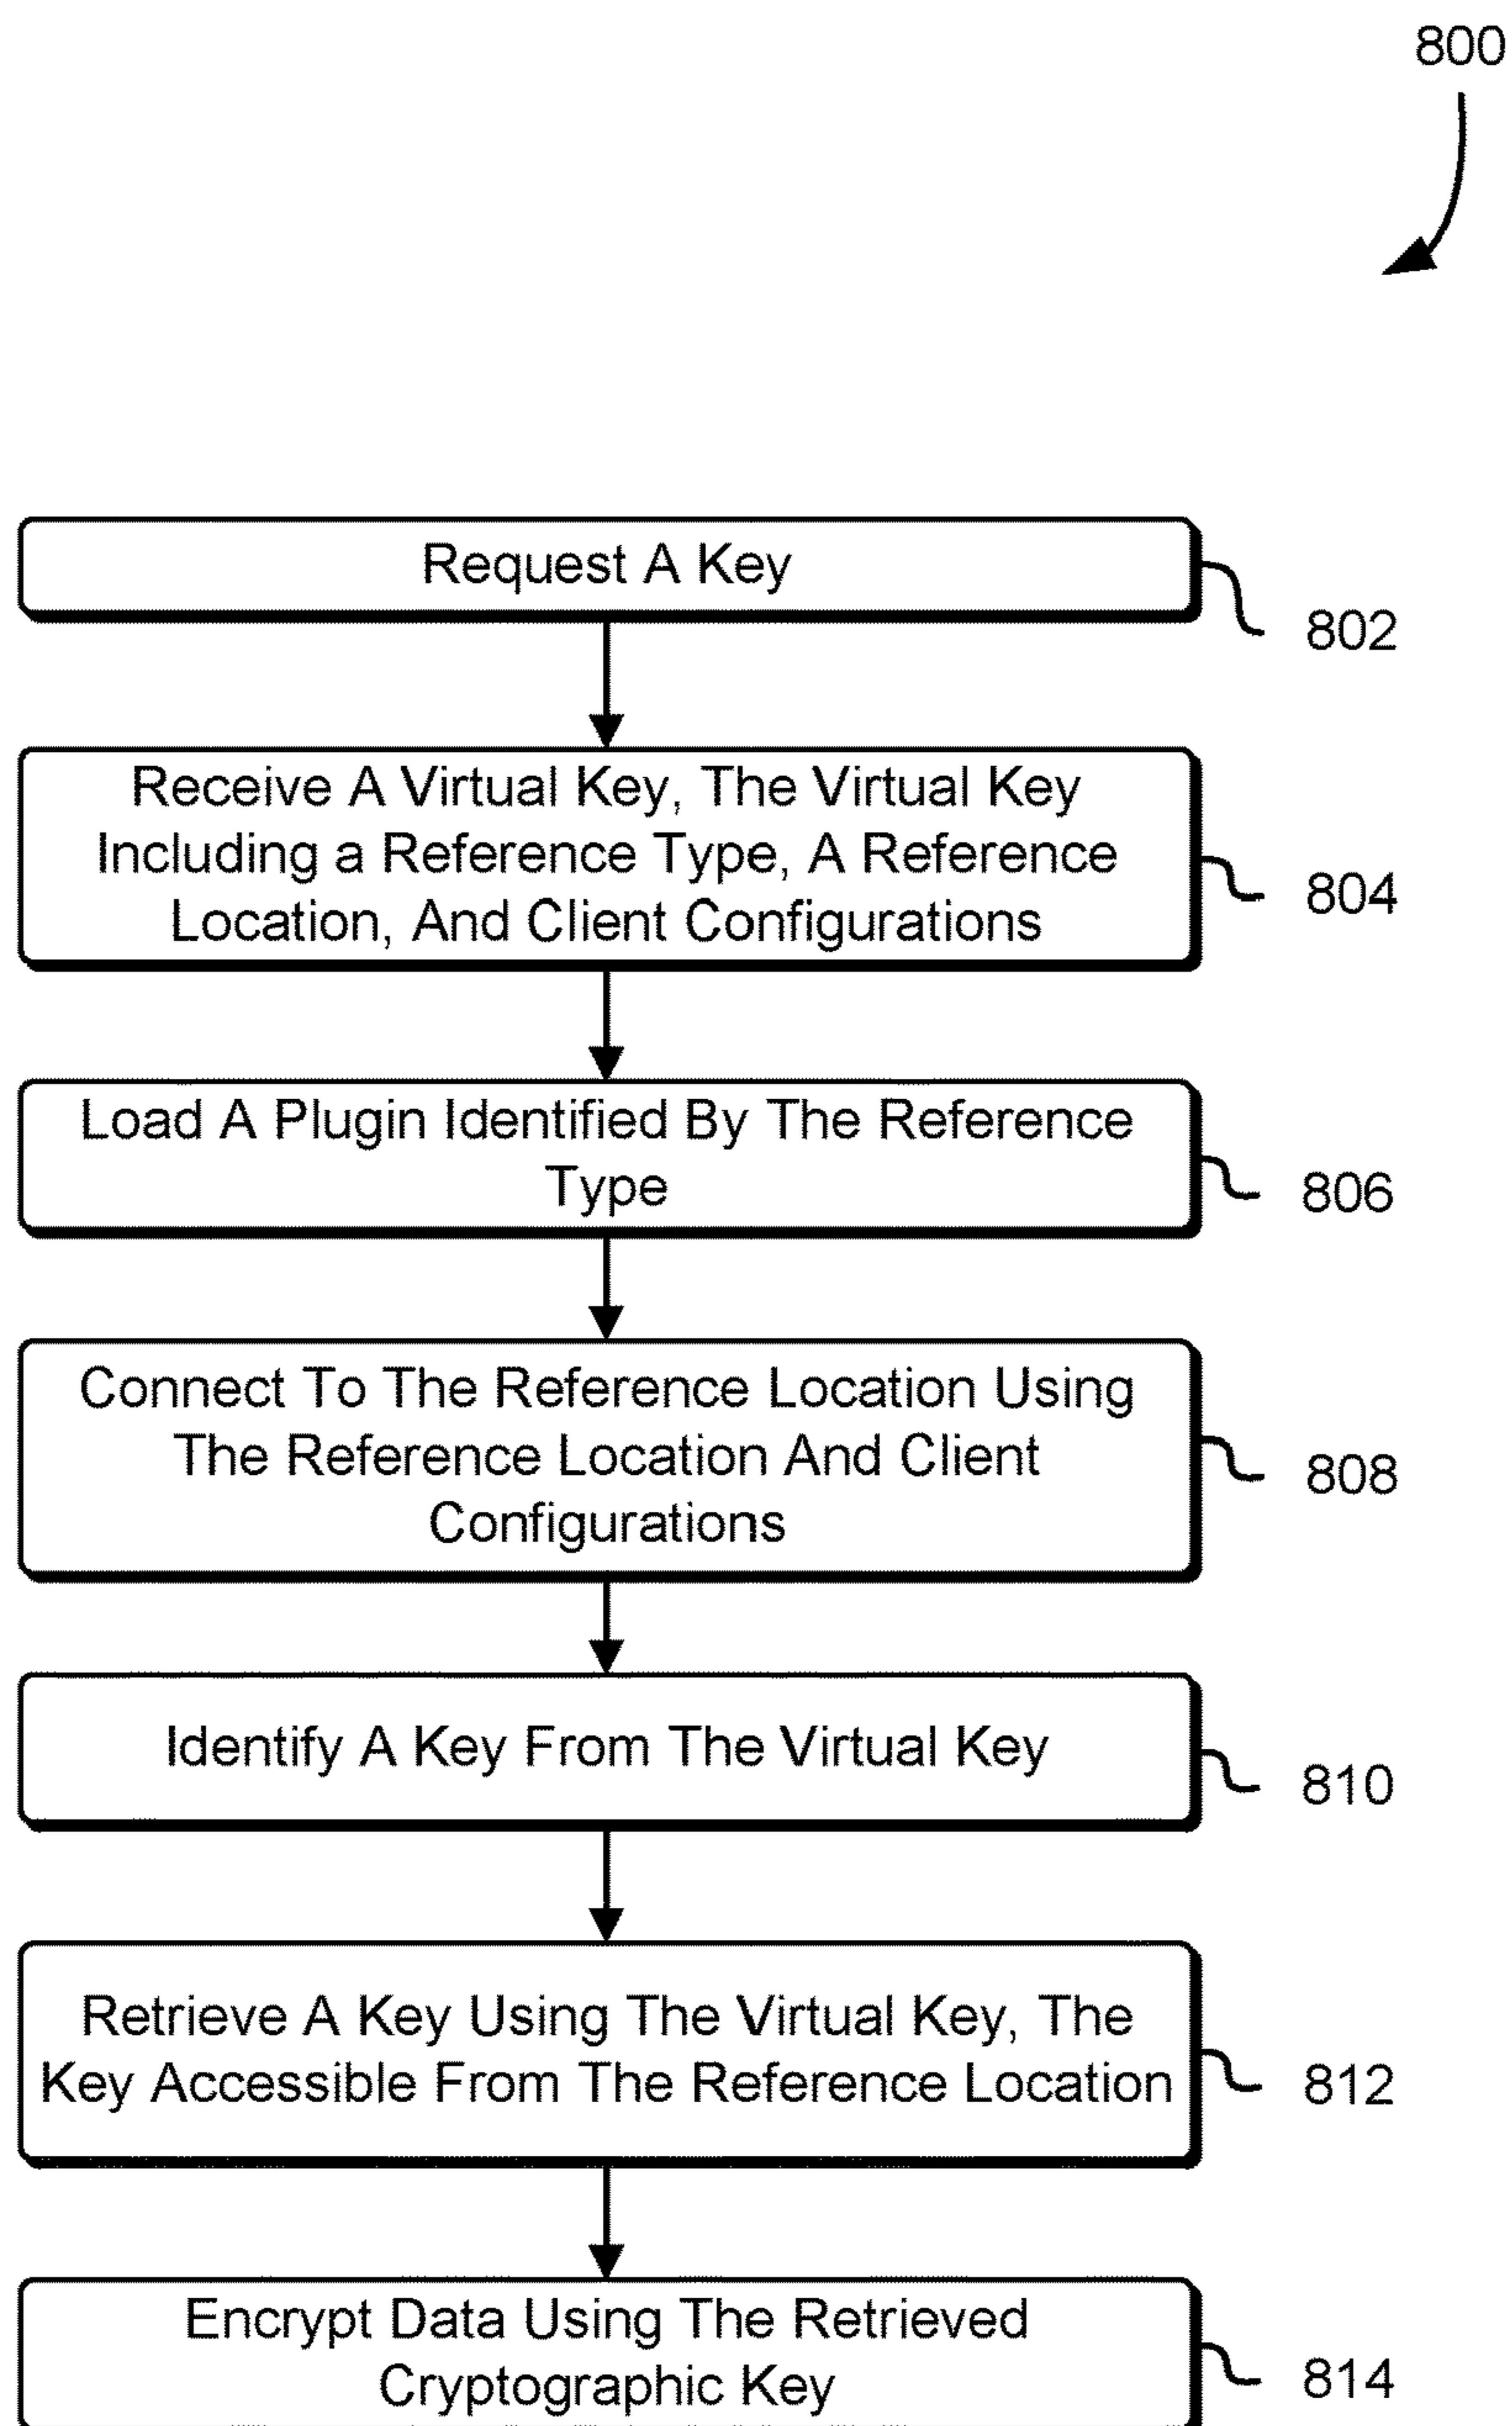 800
Request A Key
802
Receive A Virtual Key, The Virtual Key
Including a Reference Type, A Reference
Location, And Client Configurations
804
Load A Plugin Identified By The Reference
Type
806
Connect To The Reference Location Using
The Reference Location And Client
Configurations
808
Identify A Key From The Virtual Key
810
Retrieve A Key Using The Virtual Key, The
Key Accessible From The Reference Location
812
Encrypt Data Using The Retrieved
Cryptographic Key
814